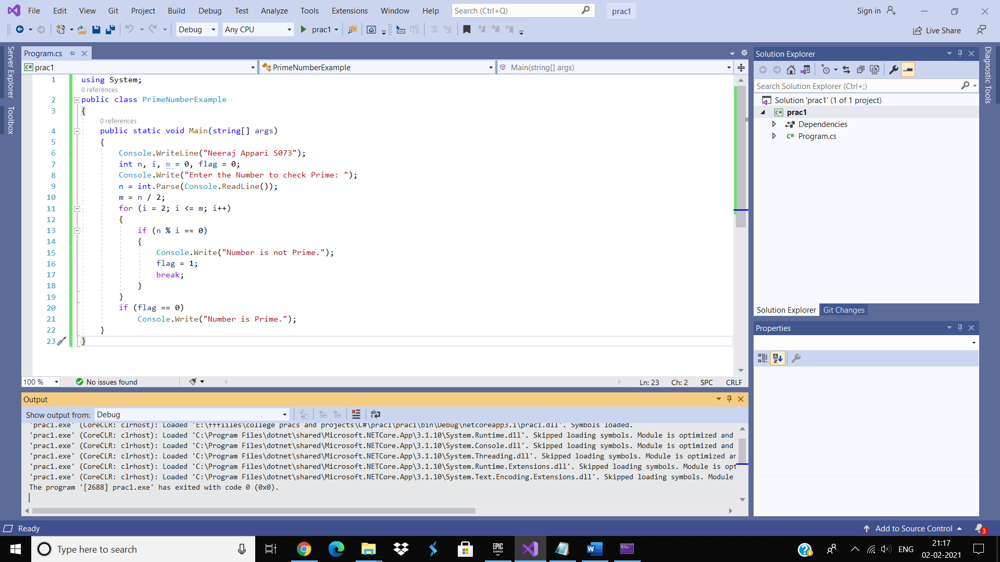 File Edit View Git Project Build Debug Test Analyze Tools Extensions Window Help Search (Ctrl+Q) prac1 Sign in
Debug Any CPU prac1 Live Share
Server Explorer
Toolbox
Program.cs
prac1 PrimeNumberExample Main(string[] args)
1 using System;
0 references
2 public class PrimeNumberExample
3 {
0 references
4 public static void Main(string[] args)
5 {
6 Console.WriteLine("Neeraj Appari S073");
7 int n, i, m = 0, flag = 0;
8 Console.Write("Enter the Number to check Prime: ");
9 n = int.Parse(Console.ReadLine());
10 m = n / 2;
11 for (i = 2; i <= m; i++)
12 {
13 if (n % i == 0)
14 {
15 Console.Write("Number is not Prime.");
16 flag = 1;
17 break;
18 }
19 }
20 if (flag == 0)
21 Console.Write("Number is Prime.");
22 }
23 }
100 % No issues found Ln: 23 Ch: 2 SPC CRLF
Output
Show output from: Debug
'prac1.exe' (CoreCLR: clrhost): Loaded 'E:\fffiiles\college pracs and projects\C#\prac1\prac1\bin\Debug\netcoreapp3.1\prac1.dll'. Symbols loaded.
'prac1.exe' (CoreCLR: clrhost): Loaded 'C:\Program Files\dotnet\shared\Microsoft.NETCore.App\3.1.10\System.Runtime.dll'. Skipped loading symbols. Module is optimized and
'prac1.exe' (CoreCLR: clrhost): Loaded 'C:\Program Files\dotnet\shared\Microsoft.NETCore.App\3.1.10\System.Console.dll'. Skipped loading symbols. Module is optimized and
'prac1.exe' (CoreCLR: clrhost): Loaded 'C:\Program Files\dotnet\shared\Microsoft.NETCore.App\3.1.10\System.Threading.dll'. Skipped loading symbols. Module is optimized ar
'prac1.exe' (CoreCLR: clrhost): Loaded 'C:\Program Files\dotnet\shared\Microsoft.NETCore.App\3.1.10\System.Runtime.Extensions.dll'. Skipped loading symbols. Module is opt
'prac1.exe' (CoreCLR: clrhost): Loaded 'C:\Program Files\dotnet\shared\Microsoft.NETCore.App\3.1.10\System.Text.Encoding.Extensions.dll'. Skipped loading symbols. Module
The program '[2688] prac1.exe' has exited with code 0 (0x0).
Solution Explorer
Search Solution Explorer (Ctrl+;)
Solution 'prac1' (1 of 1 project)
C# prac1
Dependencies
C# Program.cs
Solution Explorer Git Changes
Properties
Diagnostic Tools
Ready Add to Source Control 3
Type here to search EPIC GAMES ENG 21:17
02-02-2021